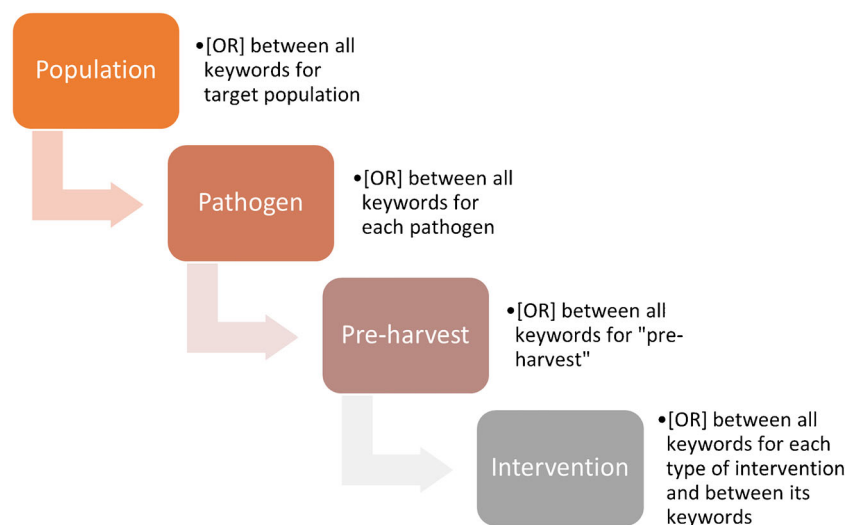 Population
•[OR] between all
keywords for
target population
Pathogen
•[OR] between all
keywords for
each pathogen
Pre-harvest
•[OR] between all
keywords for "pre-
harvest"
Intervention
•[OR] between all
keywords for each
type of intervention
and between its
keywords